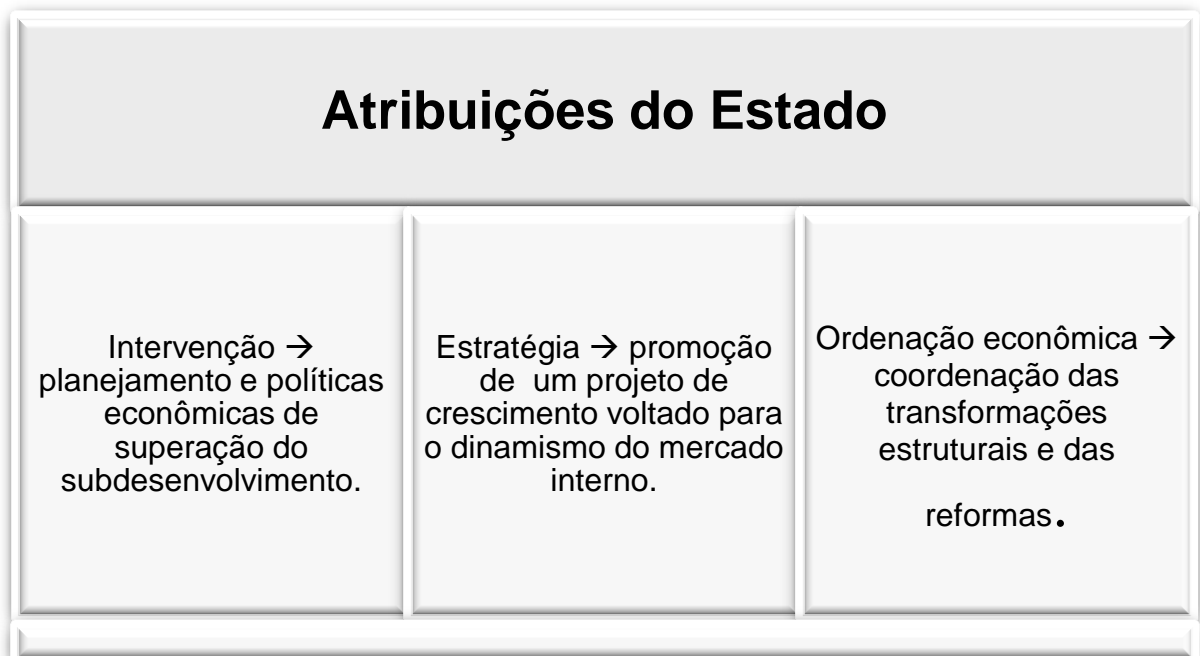 Atribuições do Estado
Intervenção →
planejamento e políticas
econômicas de
superação do
subdesenvolvimento.
Estratégia → promoção
de um projeto de
crescimento voltado para
o dinamismo do mercado
interno.
Ordenação econômica →
coordenação das
transformações
estruturais e das
reformas.